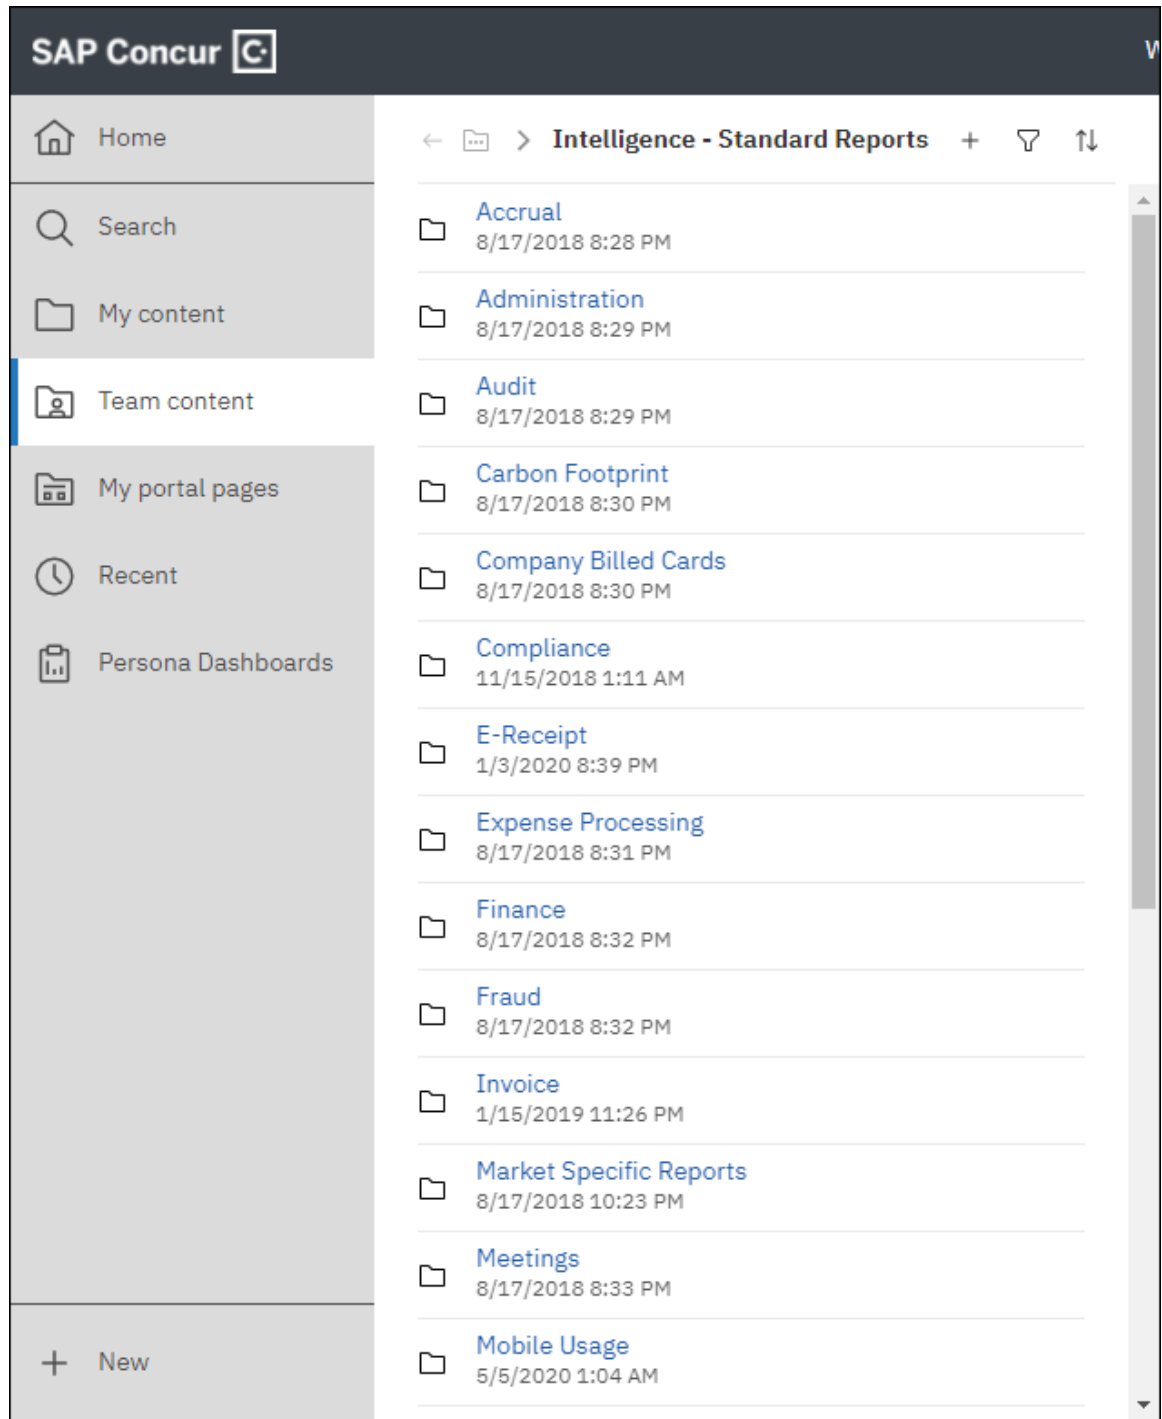 SAP Concur C
Home
Search
My content
Team content
My portal pages
Recent
Persona Dashboards
New
Intelligence - Standard Reports
Accrual
8/17/2018 8:28 PM
Administration
8/17/2018 8:29 PM
Audit
8/17/2018 8:29 PM
Carbon Footprint
8/17/2018 8:30 PM
Company Billed Cards
8/17/2018 8:30 PM
Compliance
11/15/2018 1:11 AM
E-Receipt
1/3/2020 8:39 PM
Expense Processing
8/17/2018 8:31 PM
Finance
8/17/2018 8:32 PM
Fraud
8/17/2018 8:32 PM
Invoice
1/15/2019 11:26 PM
Market Specific Reports
8/17/2018 10:23 PM
Meetings
8/17/2018 8:33 PM
Mobile Usage
5/5/2020 1:04 AM